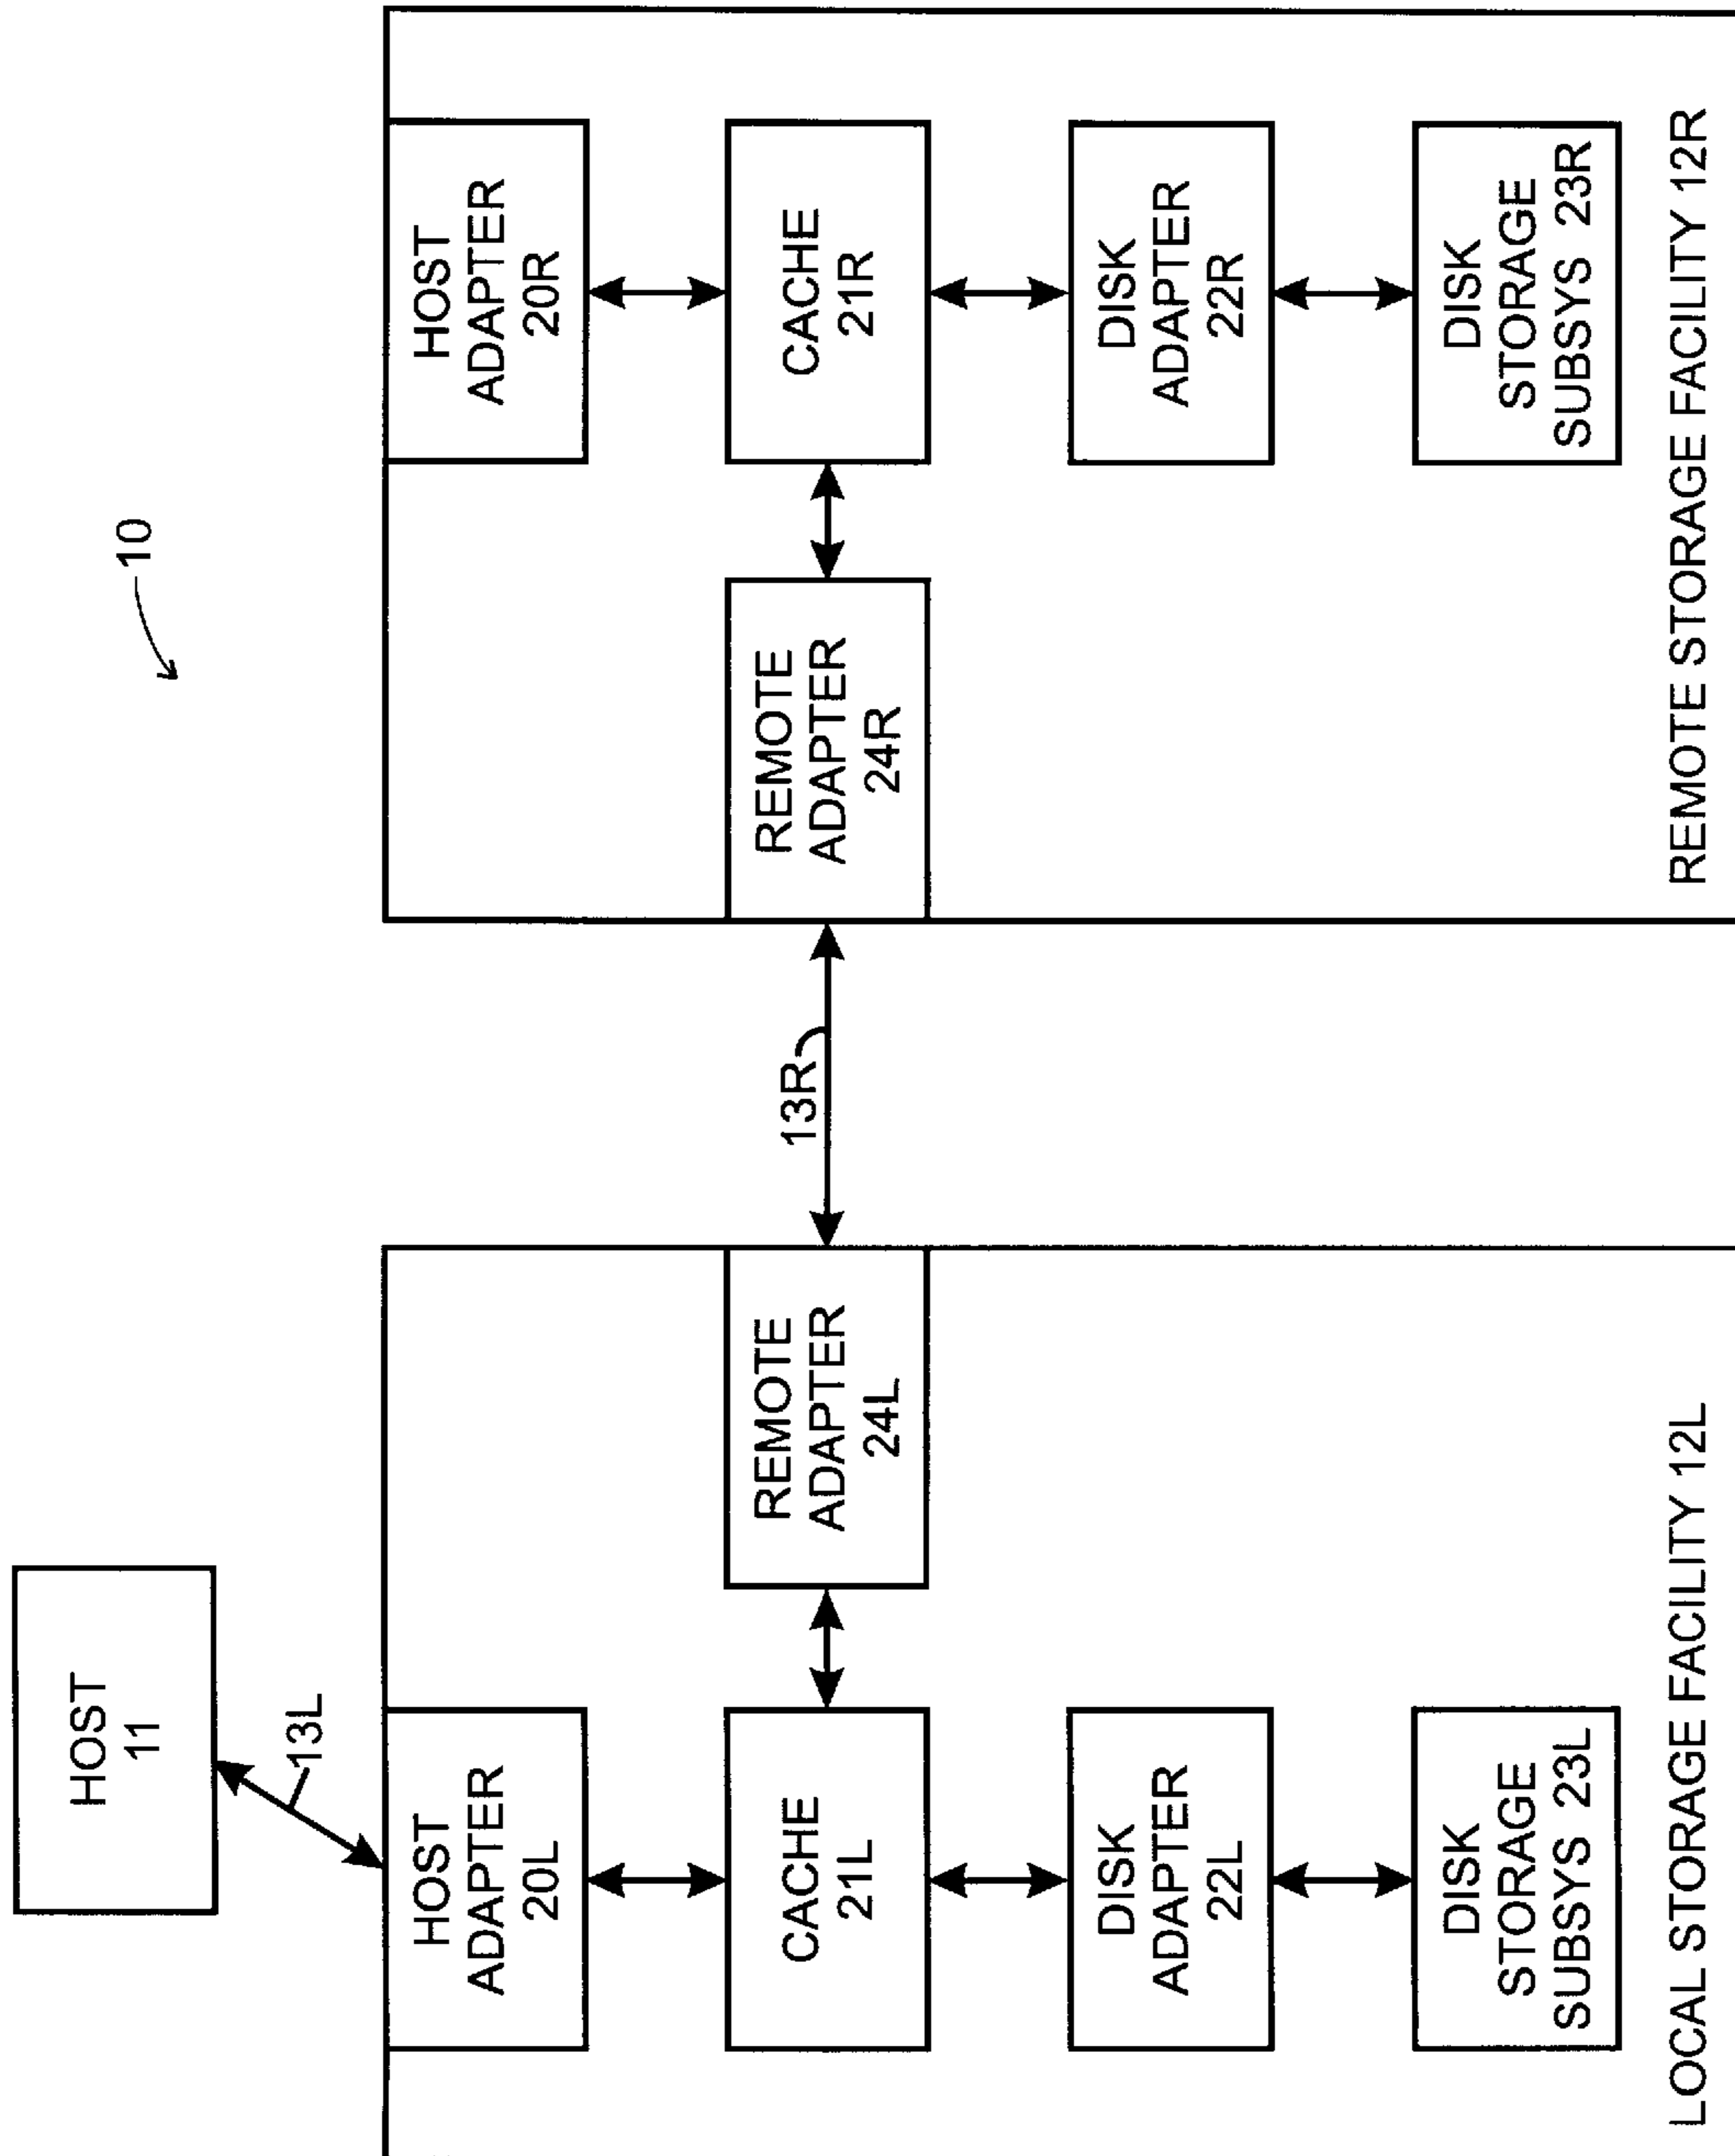 10
HOST
11
13L
HOST
ADAPTER
20L
CACHE
21L
REMOTE
ADAPTER
24L
DISK
ADAPTER
22L
DISK
STORAGE
SUBSYS 23L
LOCAL STORAGE FACILITY 12L
13R
HOST
ADAPTER
20R
REMOTE
ADAPTER
24R
CACHE
21R
DISK
ADAPTER
22R
DISK
STORAGE
SUBSYS 23R
REMOTE STORAGE FACILITY 12R